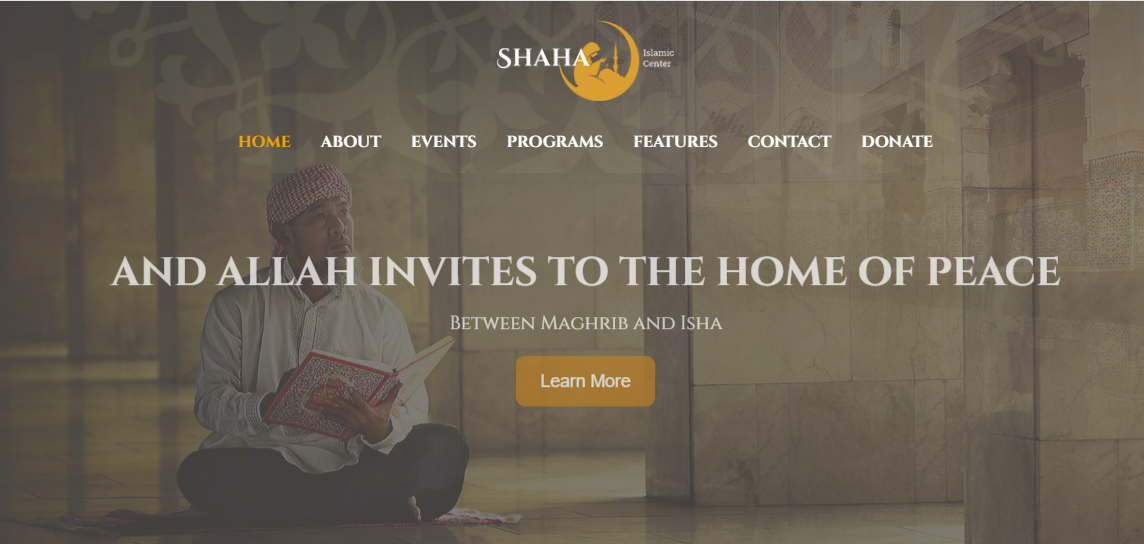 SHAHA
Islamic
Center
HOME ABOUT EVENTS PROGRAMS FEATURES CONTACT DONATE
AND ALLAH INVITES TO THE HOME OF PEACE
BETWEEN MAGHRIB AND ISHA
Learn More